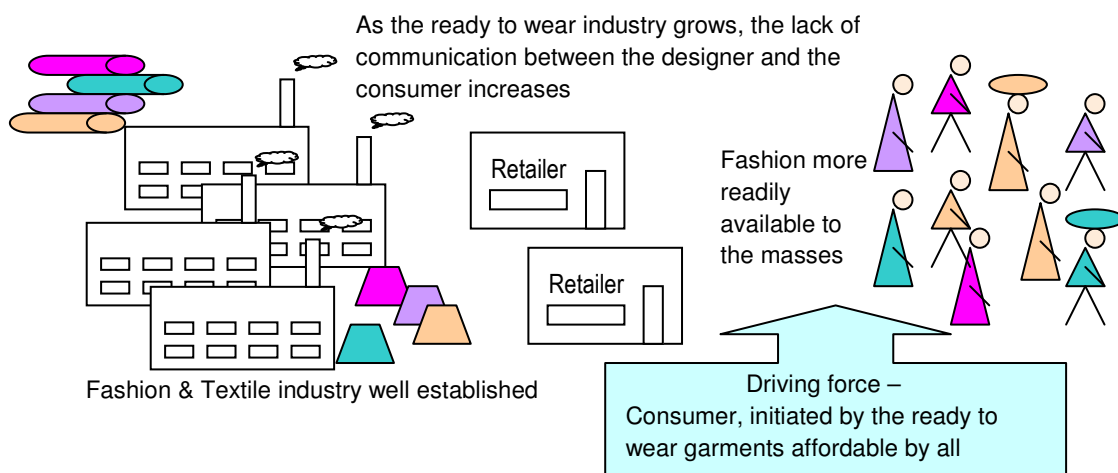 As the ready to wear industry grows, the lack of
communication between the designer and the
consumer increases
Retailer
Fashion more
readily
available to
the masses
Retailer
Fashion & Textile industry well established
Driving force –
Consumer, initiated by the ready to
wear garments affordable by all